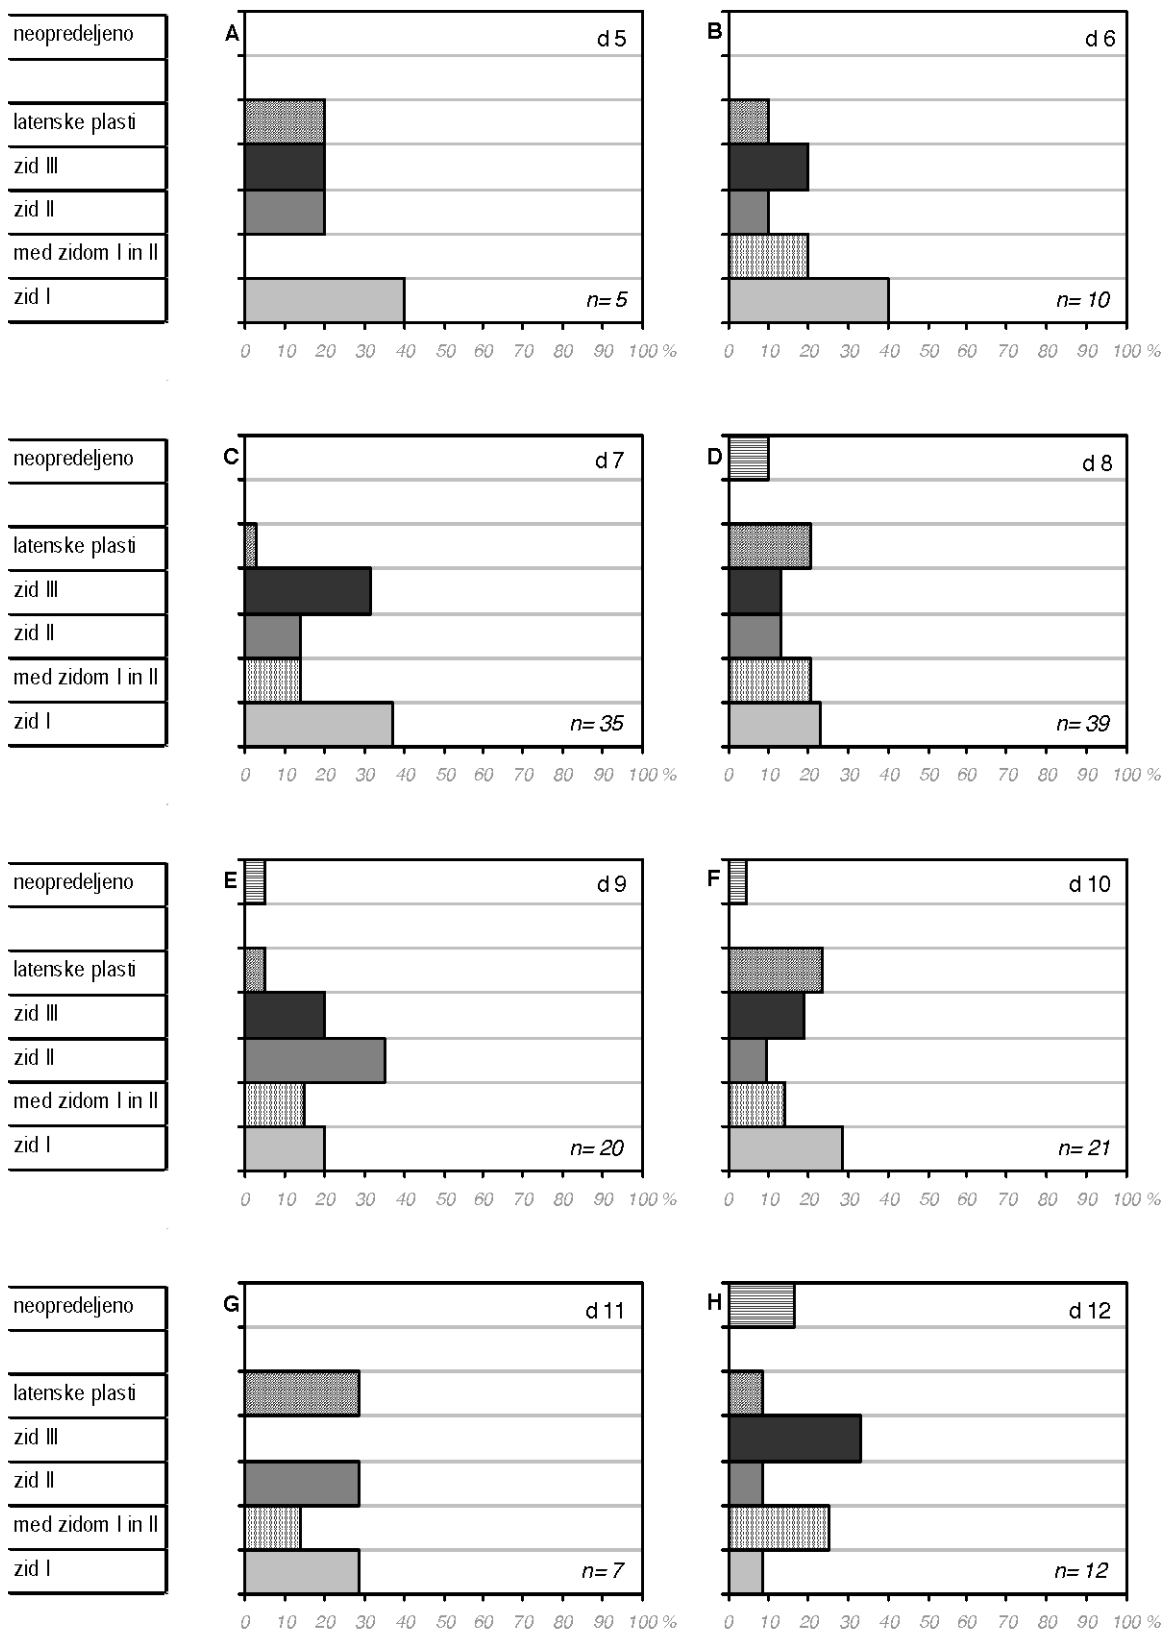 neopredeljeno
latenske plasti
zid III
zid II
med zidom I in II
zid I
A
d 5
n= 5
0 10 20 30 40 50 60 70 80 90 100 %
B
d 6
n= 10
0 10 20 30 40 50 60 70 80 90 100 %
neopredeljeno
latenske plasti
zid III
zid II
med zidom I in II
zid I
C
d 7
n= 35
0 10 20 30 40 50 60 70 80 90 100 %
D
d 8
n= 39
0 10 20 30 40 50 60 70 80 90 100 %
neopredeljeno
latenske plasti
zid III
zid II
med zidom I in II
zid I
E
d 9
n= 20
0 10 20 30 40 50 60 70 80 90 100 %
F
d 10
n= 21
0 10 20 30 40 50 60 70 80 90 100 %
neopredeljeno
latenske plasti
zid III
zid II
med zidom I in II
zid I
G
d 11
n= 7
0 10 20 30 40 50 60 70 80 90 100 %
H
d 12
n= 12
0 10 20 30 40 50 60 70 80 90 100 %